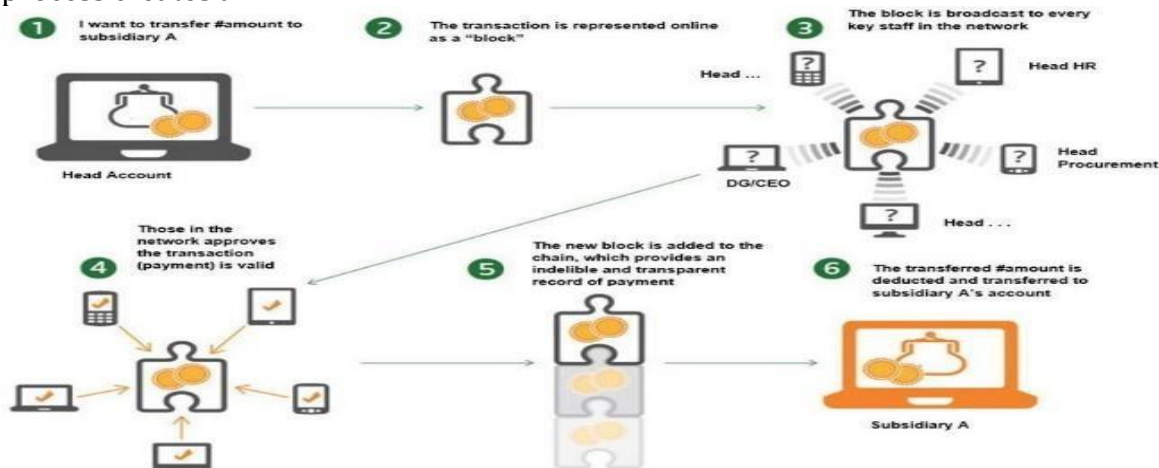 1 I want to transfer #amount to
subsidiary A
2 The transaction is represented online
as a “block”
3 The block is broadcast to every
key staff in the network
Head ...
?
?
Head HR
?
DG/CEO
?
Head
Procurement
?
Head . . .
Head Account
4 Those in the
network approves
the transaction
(payment) is valid
5 The new block is added to the
chain, which provides an
indelible and transparent
record of payment
6 The transferred #amount is
deducted and transferred to
subsidiary A's account
Subsidiary A